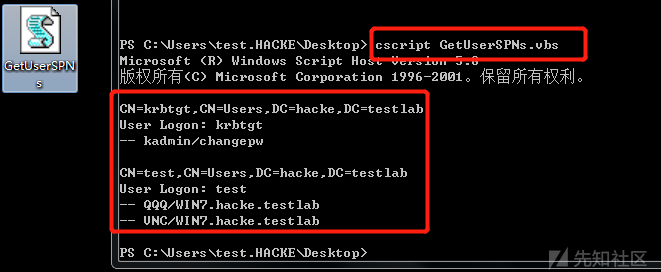 GetUserSPN
s
PS C:\Users\test.HACKE\Desktop> cscript GetUserSPNs.vbs
Microsoft (R) Windows Script Host Version 5.8
版权所有(C) Microsoft Corporation 1996-2001。保留所有权利。
CN=krbtgt,CN=Users,DC=hacke,DC=testlab
User Logon: krbtgt
-- kadmin/changepw
CN=test,CN=Users,DC=hacke,DC=testlab
User Logon: test
-- QQQ/WIN7.hacke.testlab
-- VNC/WIN7.hacke.testlab
PS C:\Users\test.HACKE\Desktop>
先知社区